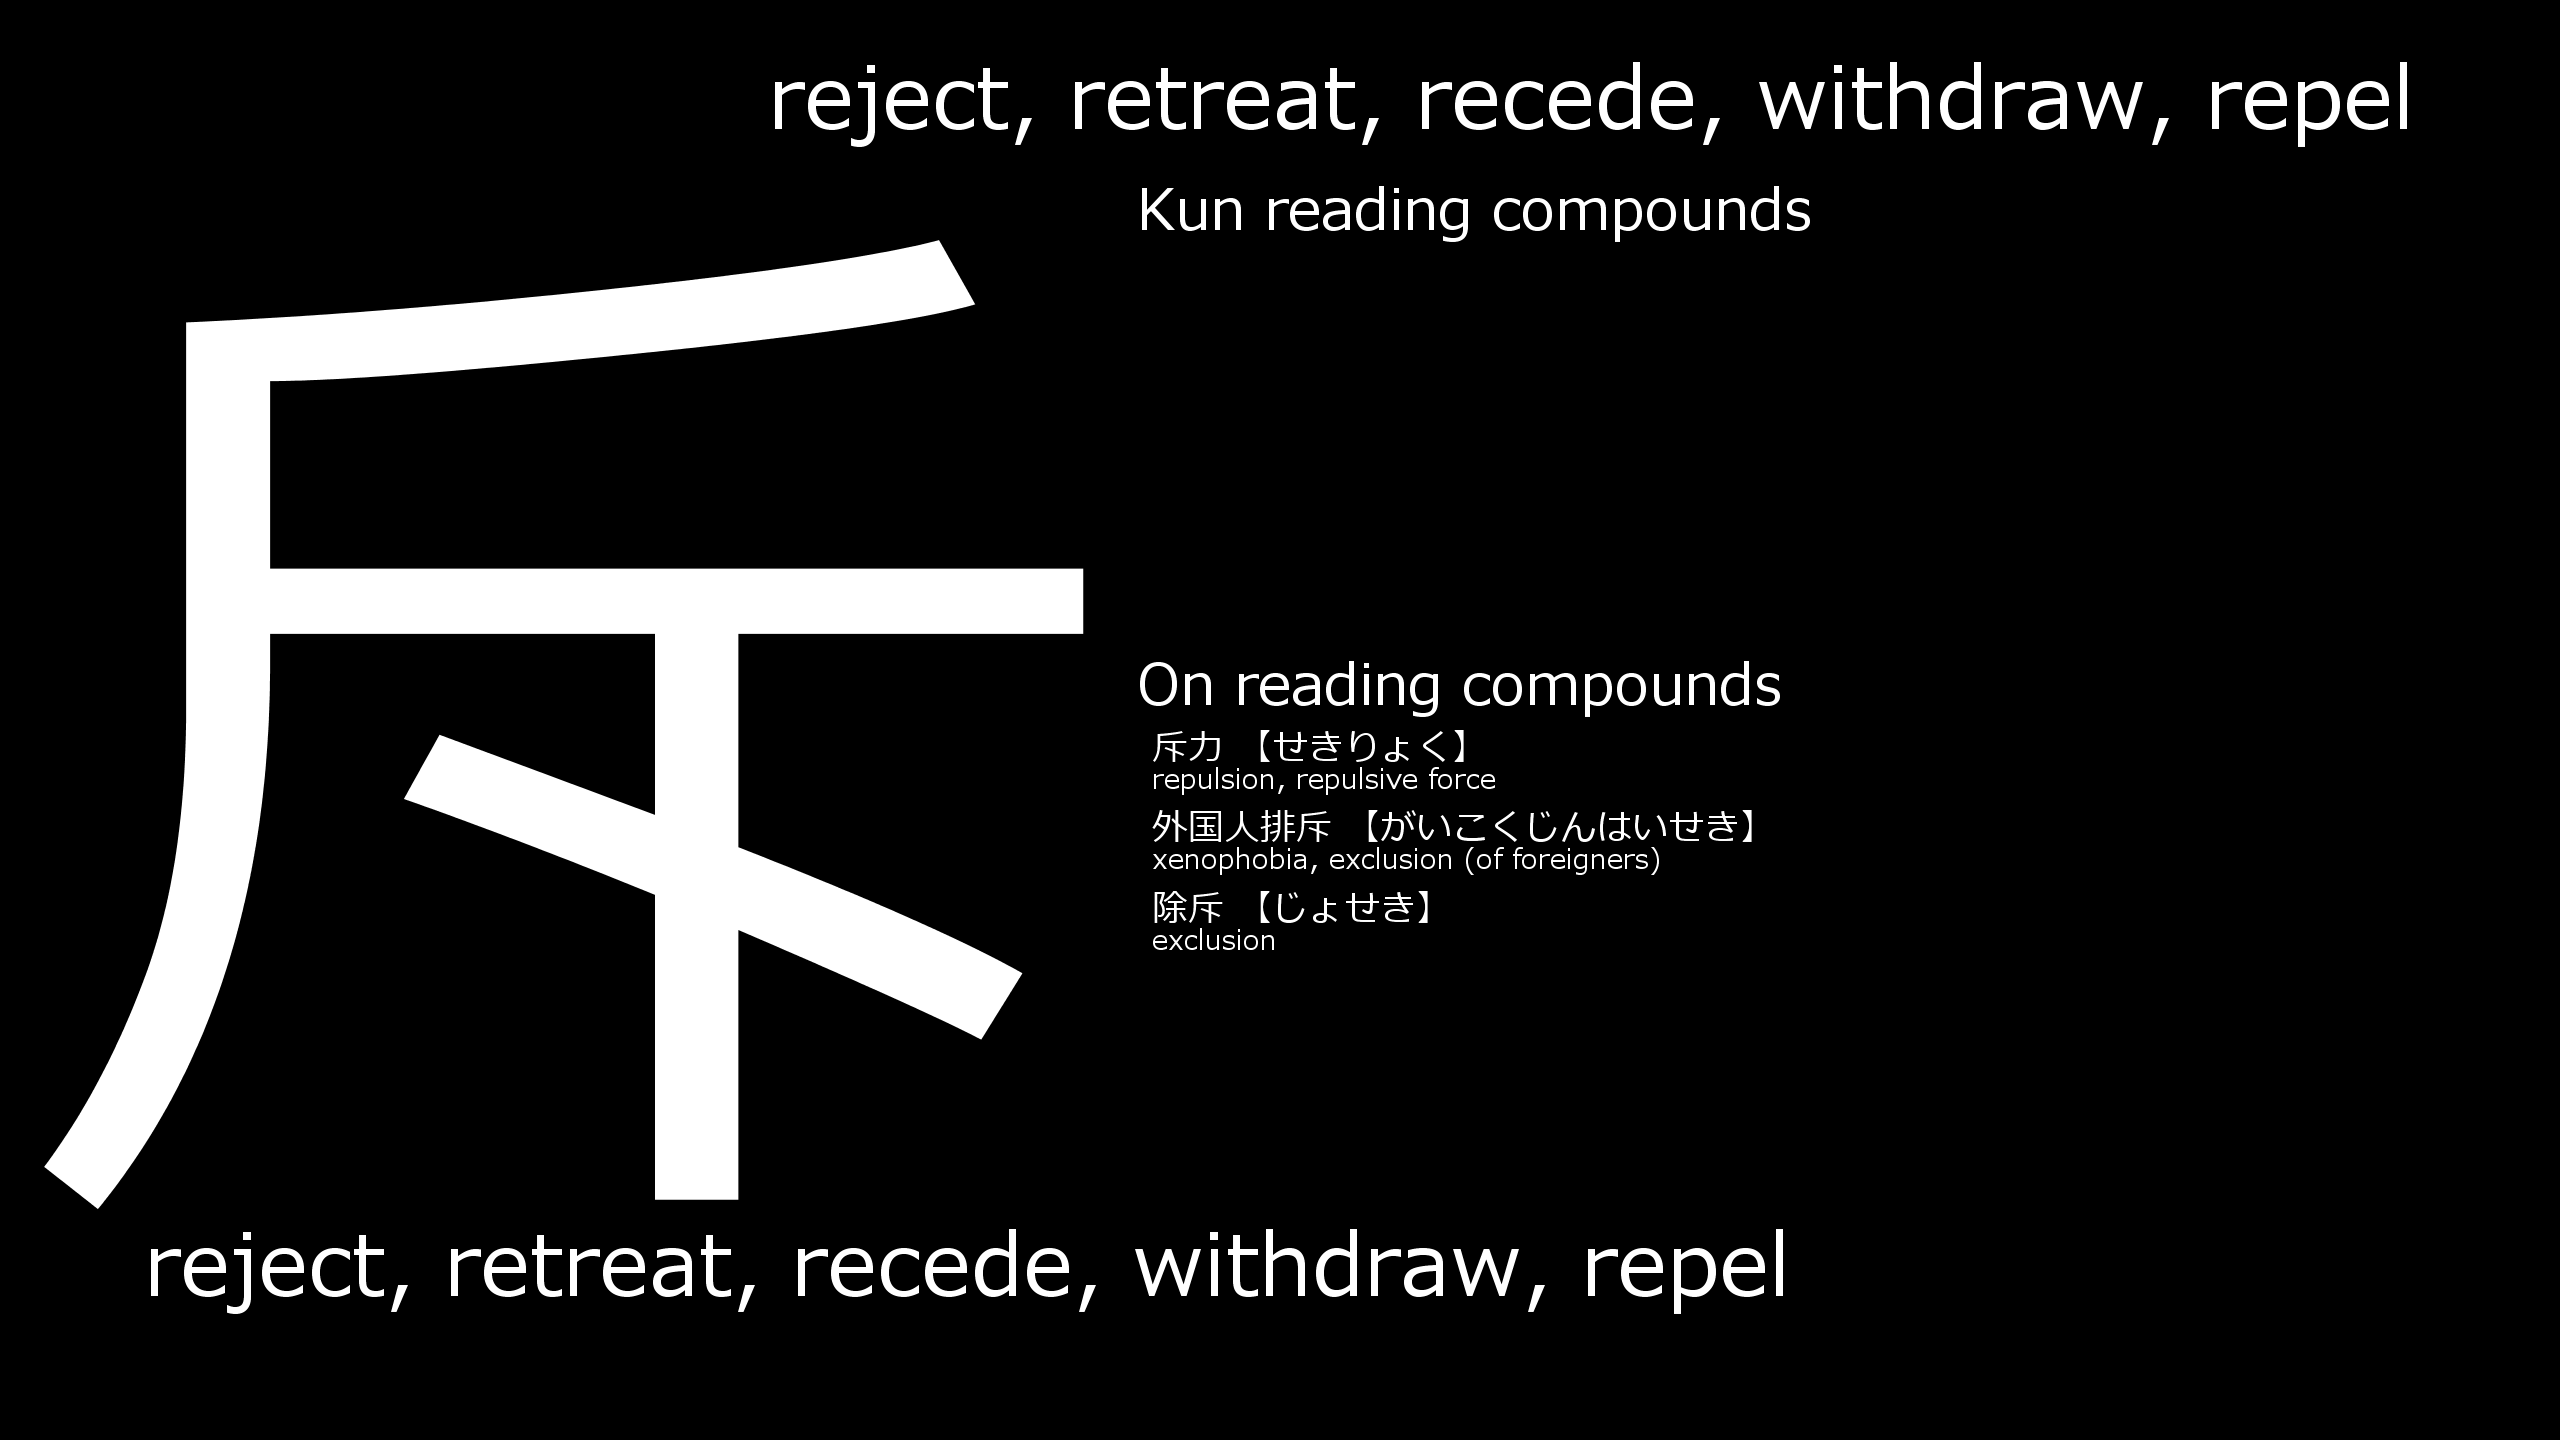 reject, retreat, recede, withdraw, repel
Kun reading compounds
斥
On reading compounds
斥力 【せきりょく】
repulsion, repulsive force
外国人排斥 【がいこくじんはいせき】
xenophobia, exclusion (of foreigners)
除斥 【じょせき】
exclusion
reject, retreat, recede, withdraw, repel